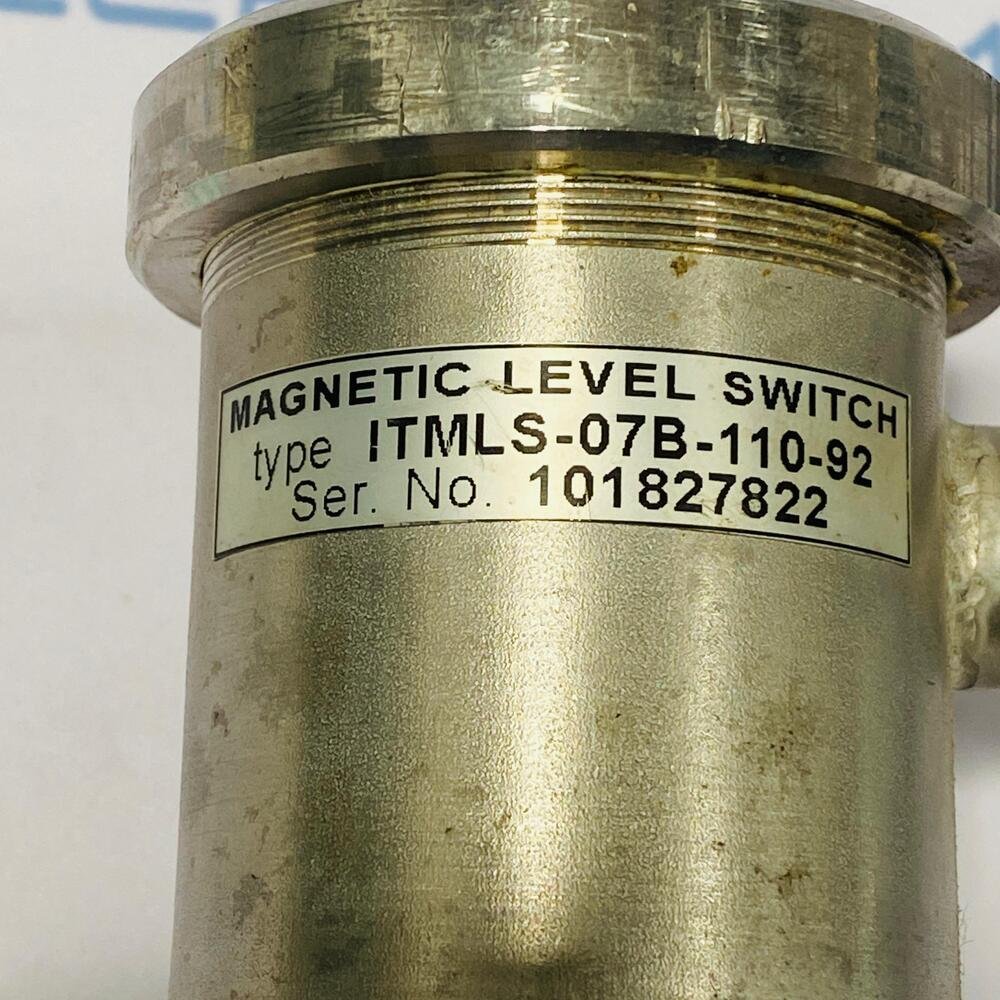 MAGNETIC LEVEL SWITCH
type ITMLS-07B-110-92
Ser. No. 101827822